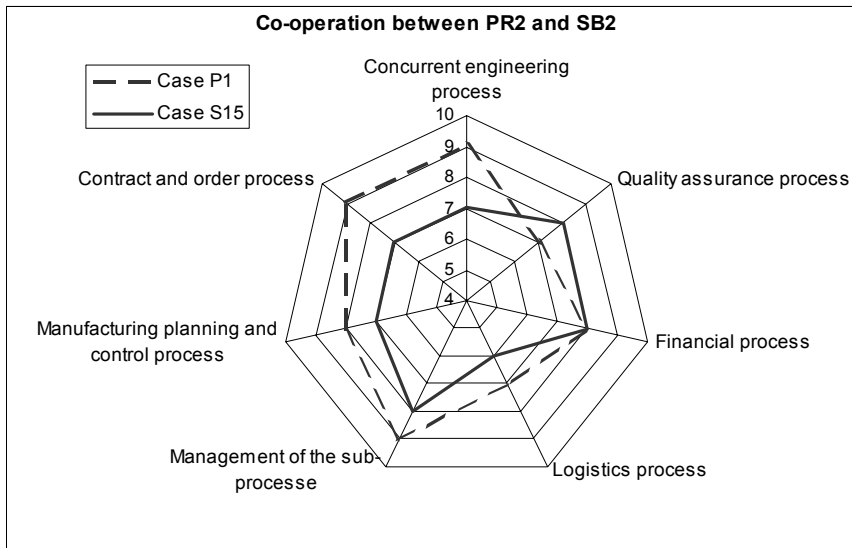 Co-operation between PR2 and SB2
Case P1
Case S15
Concurrent engineering
process
10
9
8
7
6
5
4
Contract and order process
Quality assurance process
Manufacturing planning and
control process
Financial process
Management of the sub-
processe
Logistics process